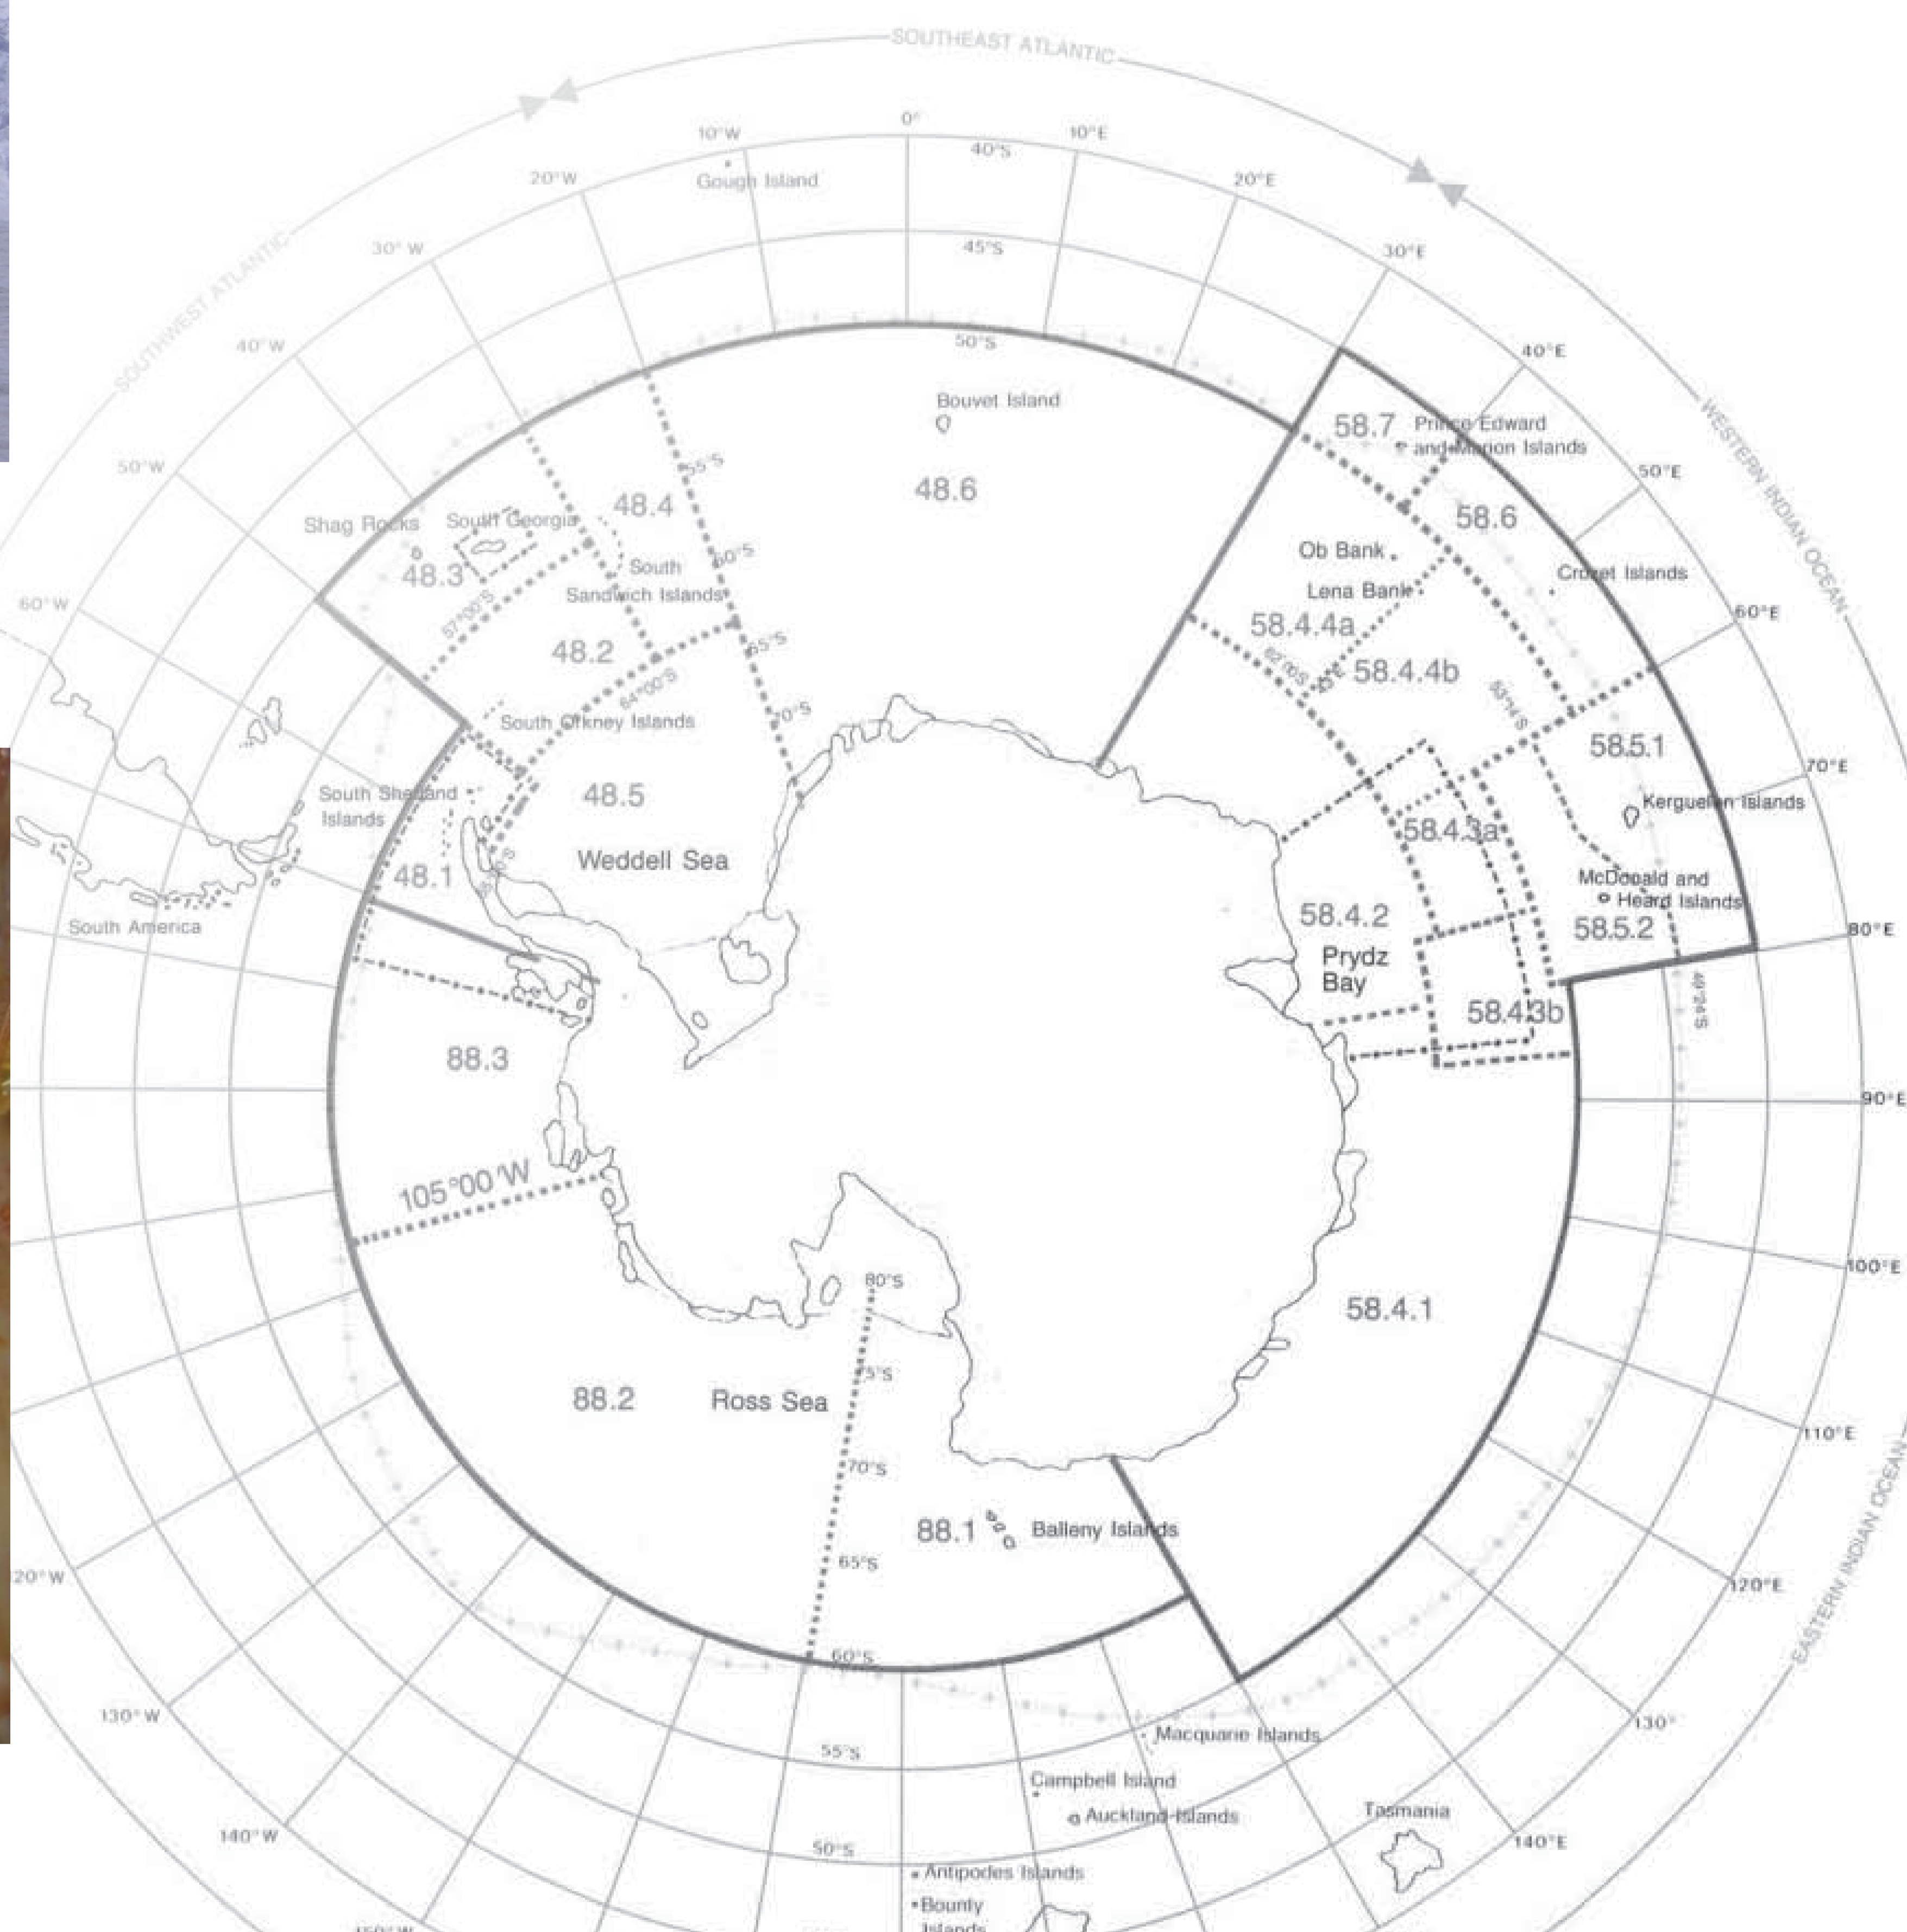 SOUTHEAST ATLANTIC
0°
10°W
10°E
40°S
20°W
Gough Island
20°E
SOUTHWEST ATLANTIC
30° W
45°S
30°E
40°W
50°S
40°E
Bouvet Island
58.7
Prince Edward
and Marion Islands
WESTERN INDIAN OCEAN
50°W
55°S
50°E
48.6
48.4
58.6
Shag Rocks
South Georgia
60°S
Ob Bank
48.3
South
Crozet Islands
60°W
57°00'S
Sandwich Islands
Lena Bank
60°E
58.4.4a
48.2
65°S
62°00'S
58.4.4b
64°00'S
53°14'S
South Orkney Islands
70°S
58.5.1
70°E
48.5
South Shetland
Islands
Kerguelen Islands
58.4.3a
Weddell Sea
48.1
McDonald and
Heard Islands
South America
58.4.2
58.5.2
80°E
Prydz
Bay
49°24'S
58.4.3b
88.3
90°E
105°00'W
100°E
80°S
58.4.1
75°S
88.2
Ross Sea
110°E
70°S
EASTERN INDIAN OCEAN
88.1
Balleny Islands
65°S
20°W
120°E
60°S
130°W
130°
Macquarie Islands
55°S
Campbell Island
Auckland Islands
Tasmania
140°W
140°E
50°S
Antipodes Islands
Bounty
Islands
150°W